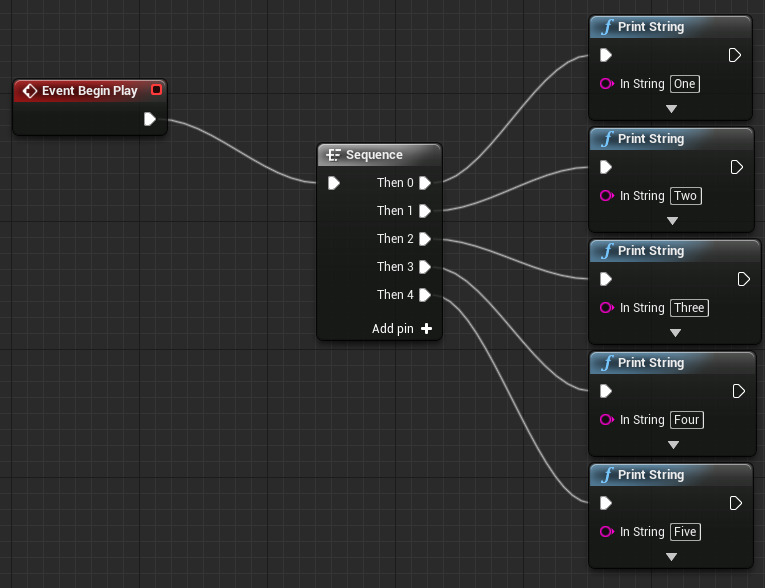 Event Begin Play
Sequence
Then 0
Then 1
Then 2
Then 3
Then 4
Add pin
Print String
In String One
Print String
In String Two
Print String
In String Three
Print String
In String Four
Print String
In String Five